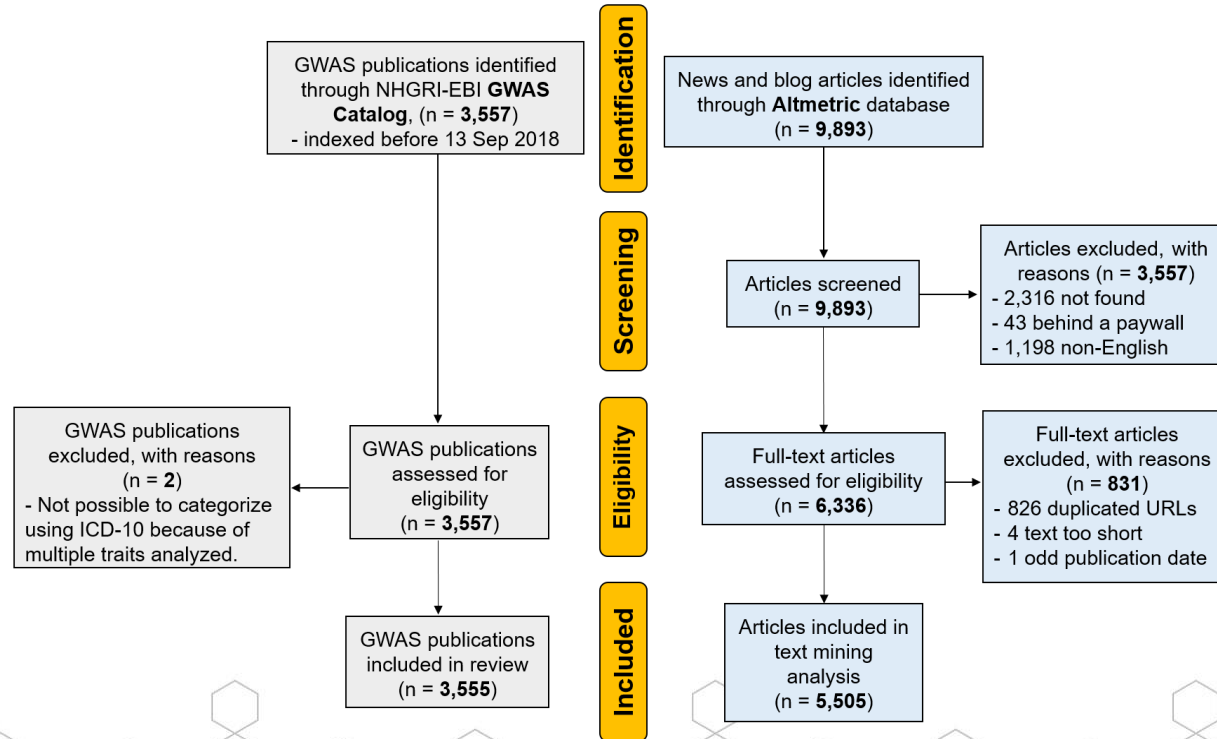 Identification
GWAS publications identified
through NHGRI-EBI GWAS
Catalog, (n = 3,557)
- indexed before 13 Sep 2018
News and blog articles identified
through Altmetric database
(n = 9,893)
Screening
Articles screened
(n = 9,893)
Articles excluded, with
reasons (n = 3,557)
- 2,316 not found
- 43 behind a paywall
- 1,198 non-English
Eligibility
GWAS publications
excluded, with reasons
(n = 2)
- Not possible to categorize
using ICD-10 because of
multiple traits analyzed.
GWAS publications
assessed for
eligibility
(n = 3,557)
Full-text articles
assessed for eligibility
(n = 6,336)
Full-text articles
excluded, with reasons
(n = 831)
- 826 duplicated URLs
- 4 text too short
- 1 odd publication date
Included
GWAS publications
included in review
(n = 3,555)
Articles included in
text mining
analysis
(n = 5,505)